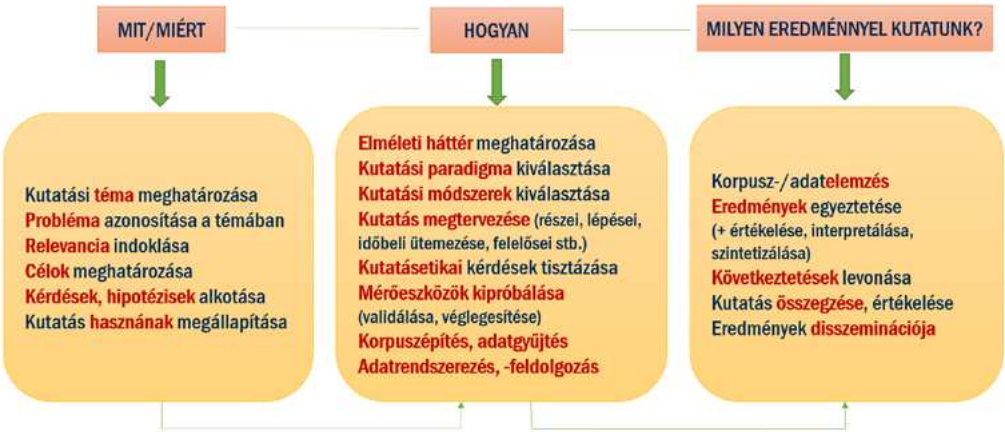 MIT/MIÉRT
Kutatási téma meghatározása
Probléma azonosítása a témában
Relevancia indoklása
Célok meghatározása
Kérdések, hipotézisek alkotása
Kutatás hasznának megállapítása
HOGYAN
Elméleti háttér meghatározása
Kutatási paradigma kiválasztása
Kutatási módszerek kiválasztása
Kutatás megtervezése (részei, lépései,
időbeli ütemezése, felelősei stb.)
Kutatásetikai kérdések tisztázása
Mérőeszközök kipróbálása
(validálása, véglegesítése)
Korpuszépítés, adatgyűjtés
Adatrendszerezés, -feldolgozás
MILYEN EREDMÉNNYEL KUTATUNK?
Korpusz-/adatelemzés
Eredmények egyeztetése
(+ értékelése, interpretálása,
szintetizálása)
Következtetések levonása
Kutatás összegzése, értékelése
Eredmények disszeminációja